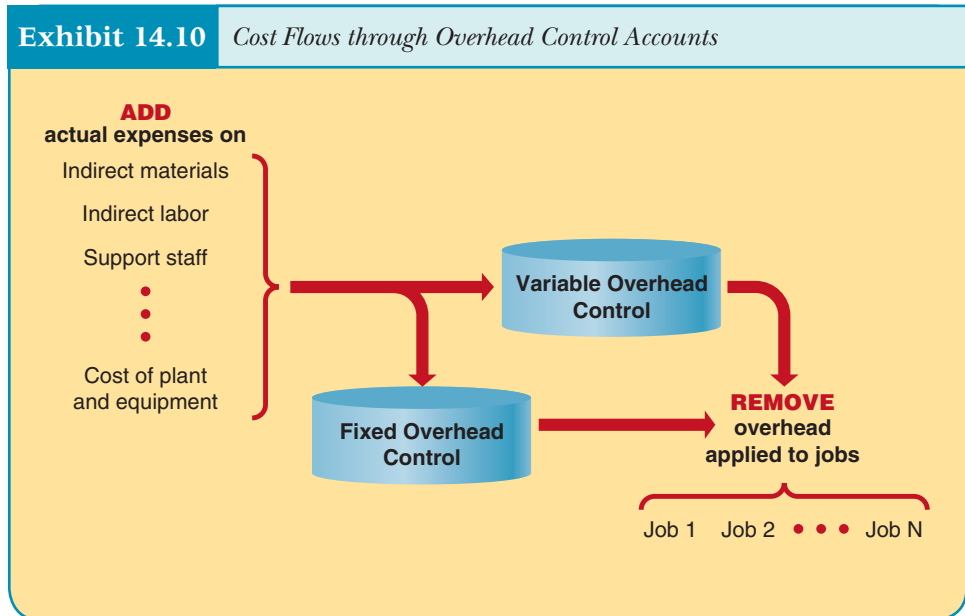 Exhibit 14.10
Cost Flows through Overhead Control Accounts
ADD
actual expenses on
Indirect materials
Indirect labor
Support staff
Cost of plant
and equipment
Variable Overhead
Control
Fixed Overhead
Control
REMOVE
overhead
applied to jobs
Job 1 Job 2 • • • Job N